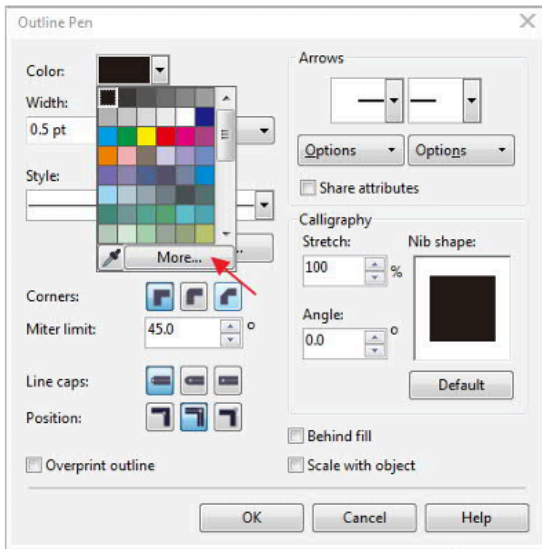 Outline Pen
Color:
Width:
0.5 pt
Style:
More...
Corners:
Miter limit:
45.0
o
Line caps:
Position:
Overprint outline
Arrows
Options
Options
Share attributes
Calligraphy
Stretch:
Nib shape:
100
%
Angle:
0.0
o
Default
Behind fill
Scale with object
OK
Cancel
Help